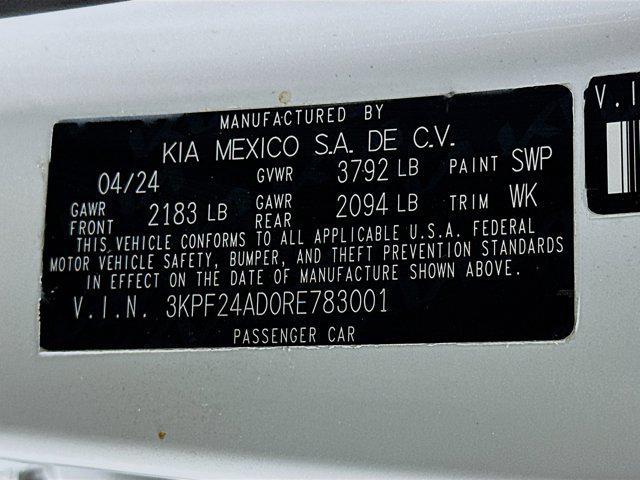 MANUFACTURED BY
KIA MEXICO S.A. DE C.V.
04/24 GVWR 3792 LB PAINT SWP
GAWR FRONT 2183 LB GAWR REAR 2094 LB TRIM WK
THIS VEHICLE CONFORMS TO ALL APPLICABLE U.S.A. FEDERAL
MOTOR VEHICLE SAFETY, BUMPER, AND THEFT PREVENTION STANDARDS
IN EFFECT ON THE DATE OF MANUFACTURE SHOWN ABOVE.
V.I.N. 3KPF24AD0RE783001
PASSENGER CAR
V.I